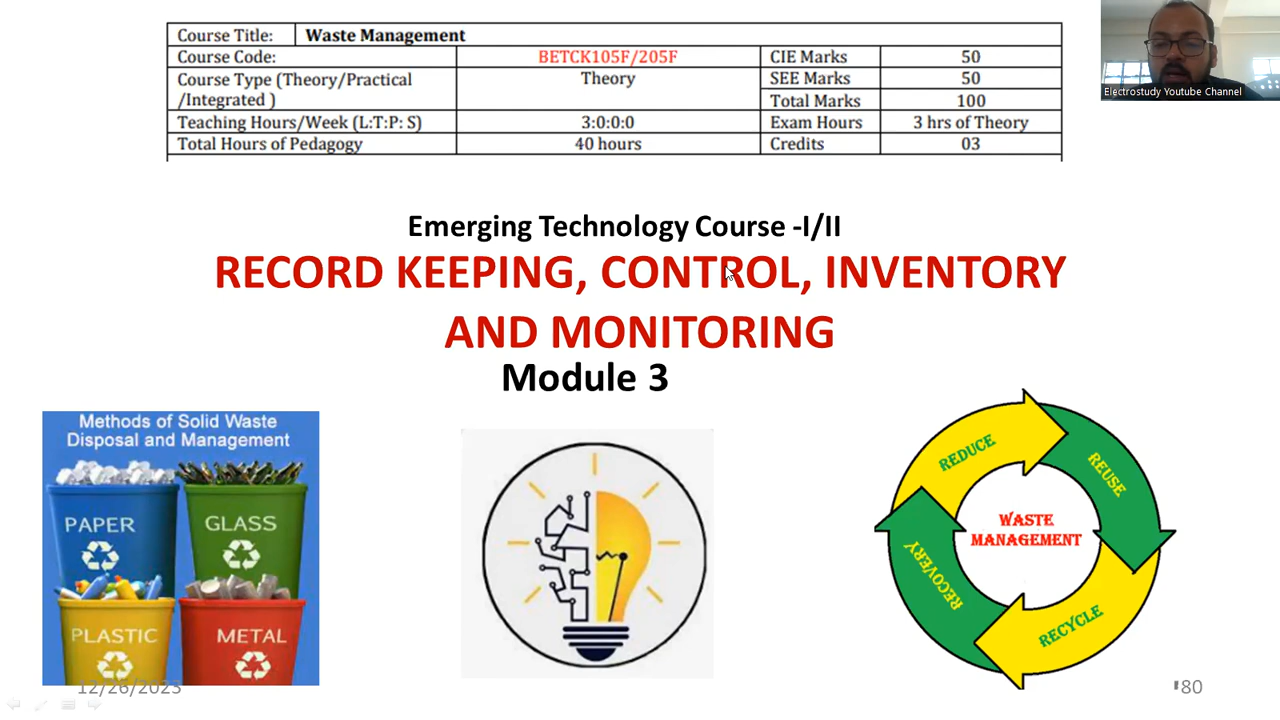 Course Title: Waste Management
Course Code: BETCK105F/205F CIE Marks 50
Course Type (Theory/Practical /Integrated ) Theory SEE Marks 50
Total Marks 100
Teaching Hours/Week (L:T:P: S) 3:0:0:0 Exam Hours 3 hrs of Theory
Total Hours of Pedagogy 40 hours Credits 03
Electrostudy Youtube Channel
Emerging Technology Course -I/II
RECORD KEEPING, CONTROL, INVENTORY
AND MONITORING
Module 3
Methods of Solid Waste
Disposal and Management
PAPER
GLASS
PLASTIC
METAL
REDUCE
REUSE
RECYCLE
RECOVERY
WASTE
MANAGEMENT
12/26/2023
80